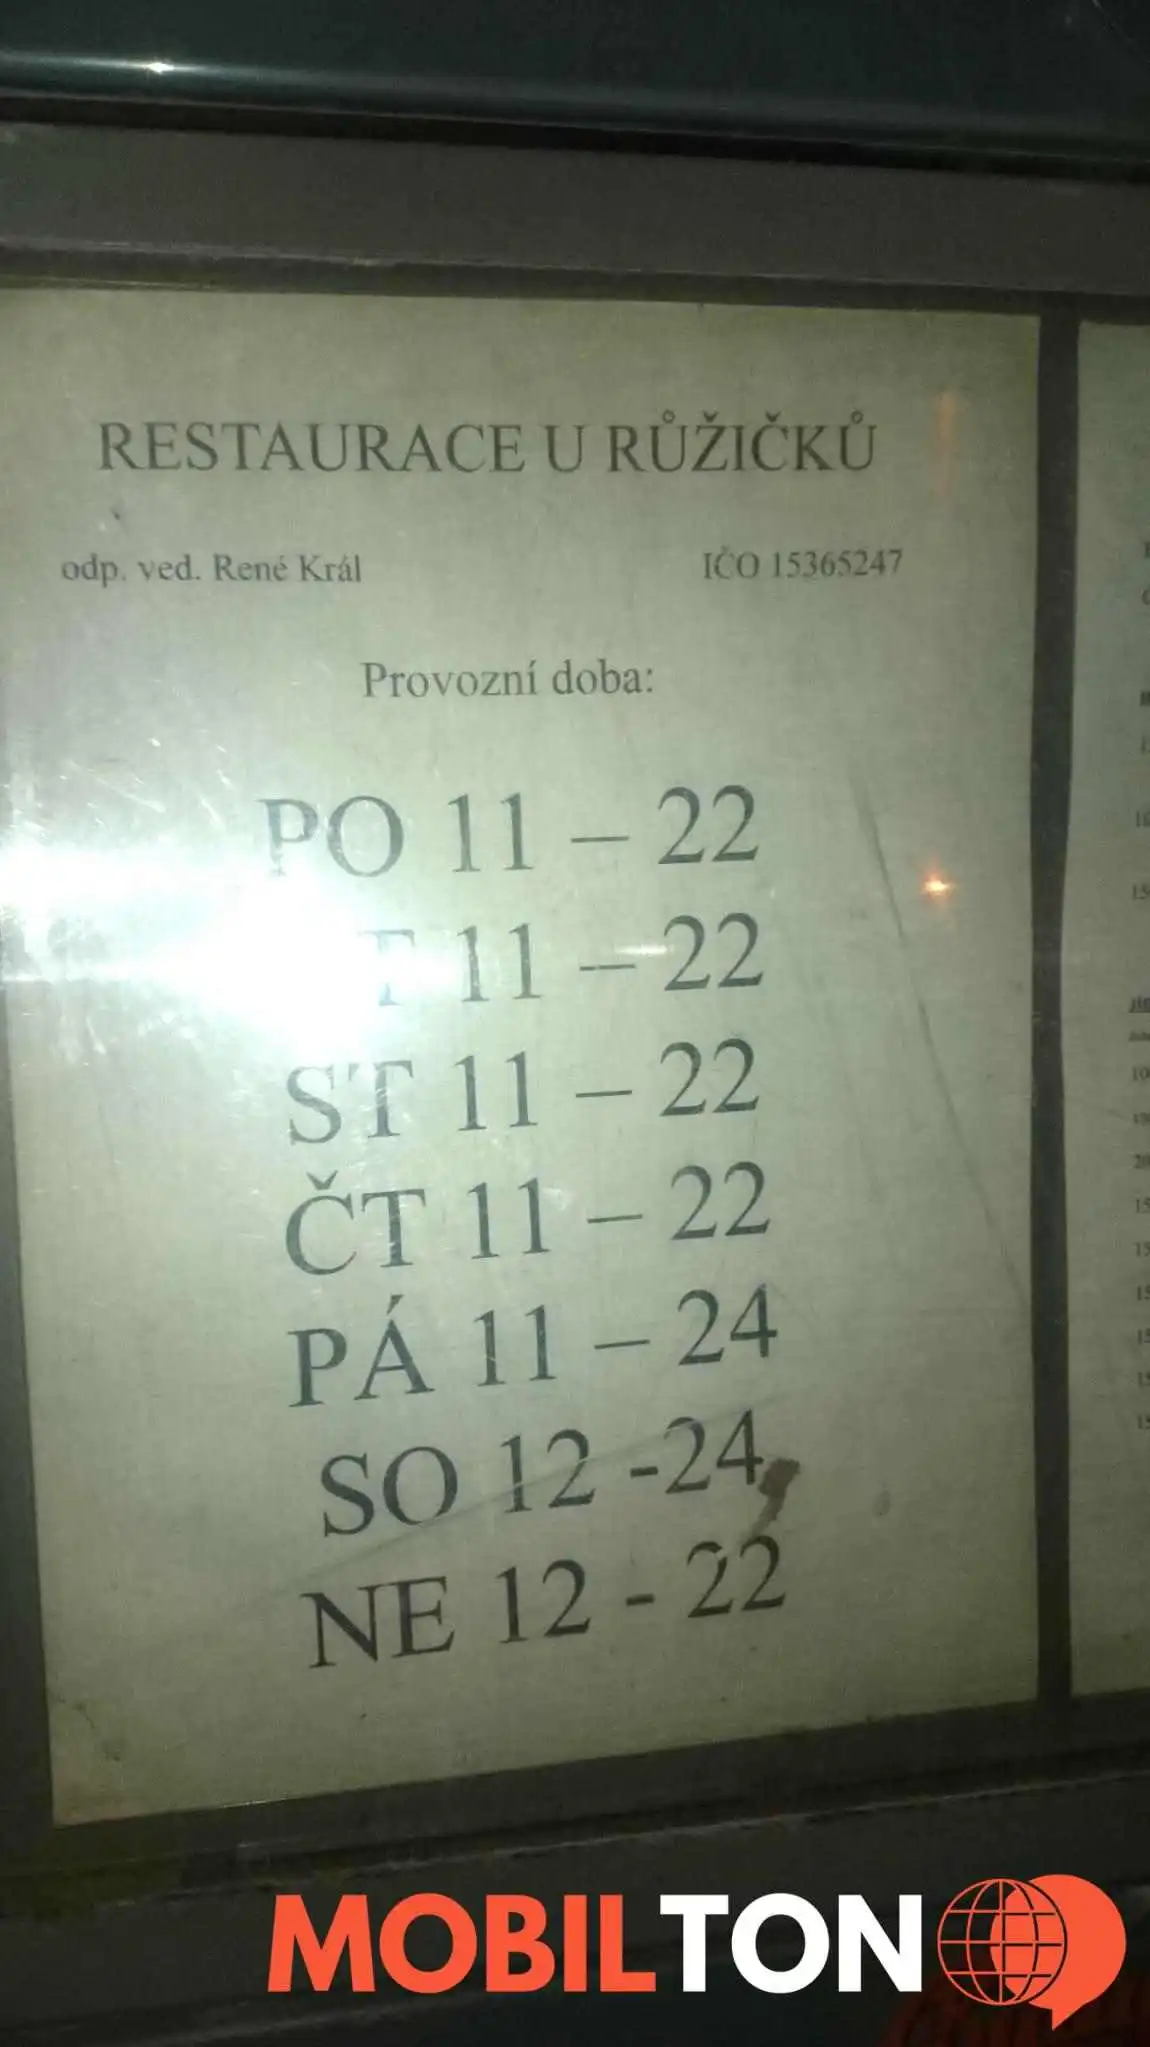 RESTAURACE U RŮŽIČKŮ
odp. ved. René Král IČO 15365247
Provozní doba:
PO 11 – 22
11 – 22
ST 11 – 22
ČT 11 – 22
PÁ 11 – 24
SO 12 -24
NE 12 - 22
MOBILTON